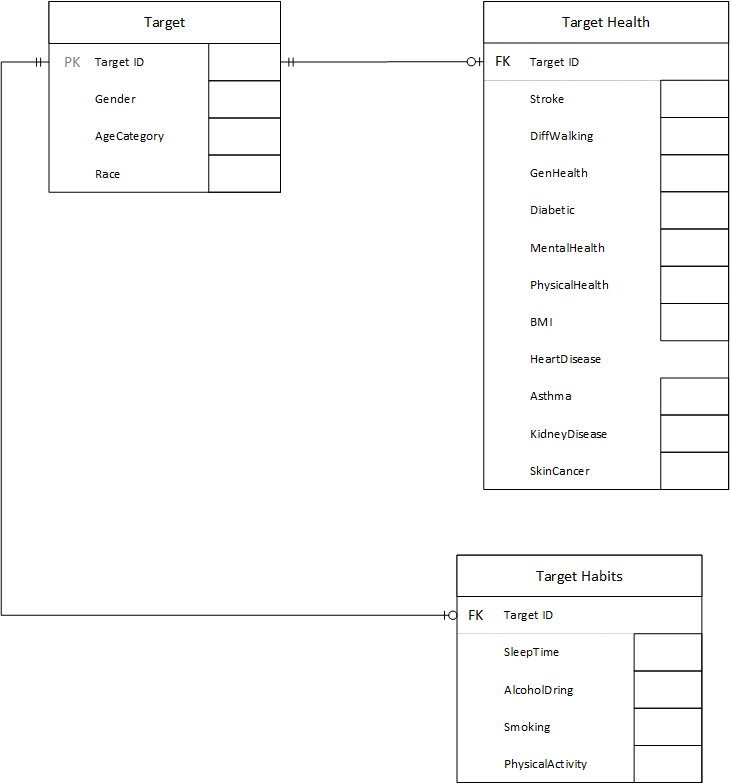 Target
PK Target ID
Gender
AgeCategory
Race
Target Health
FK Target ID
Stroke
DiffWalking
GenHealth
Diabetic
MentalHealth
PhysicalHealth
BMI
HeartDisease
Asthma
KidneyDisease
SkinCancer
Target Habits
FK Target ID
SleepTime
AlcoholDring
Smoking
PhysicalActivity